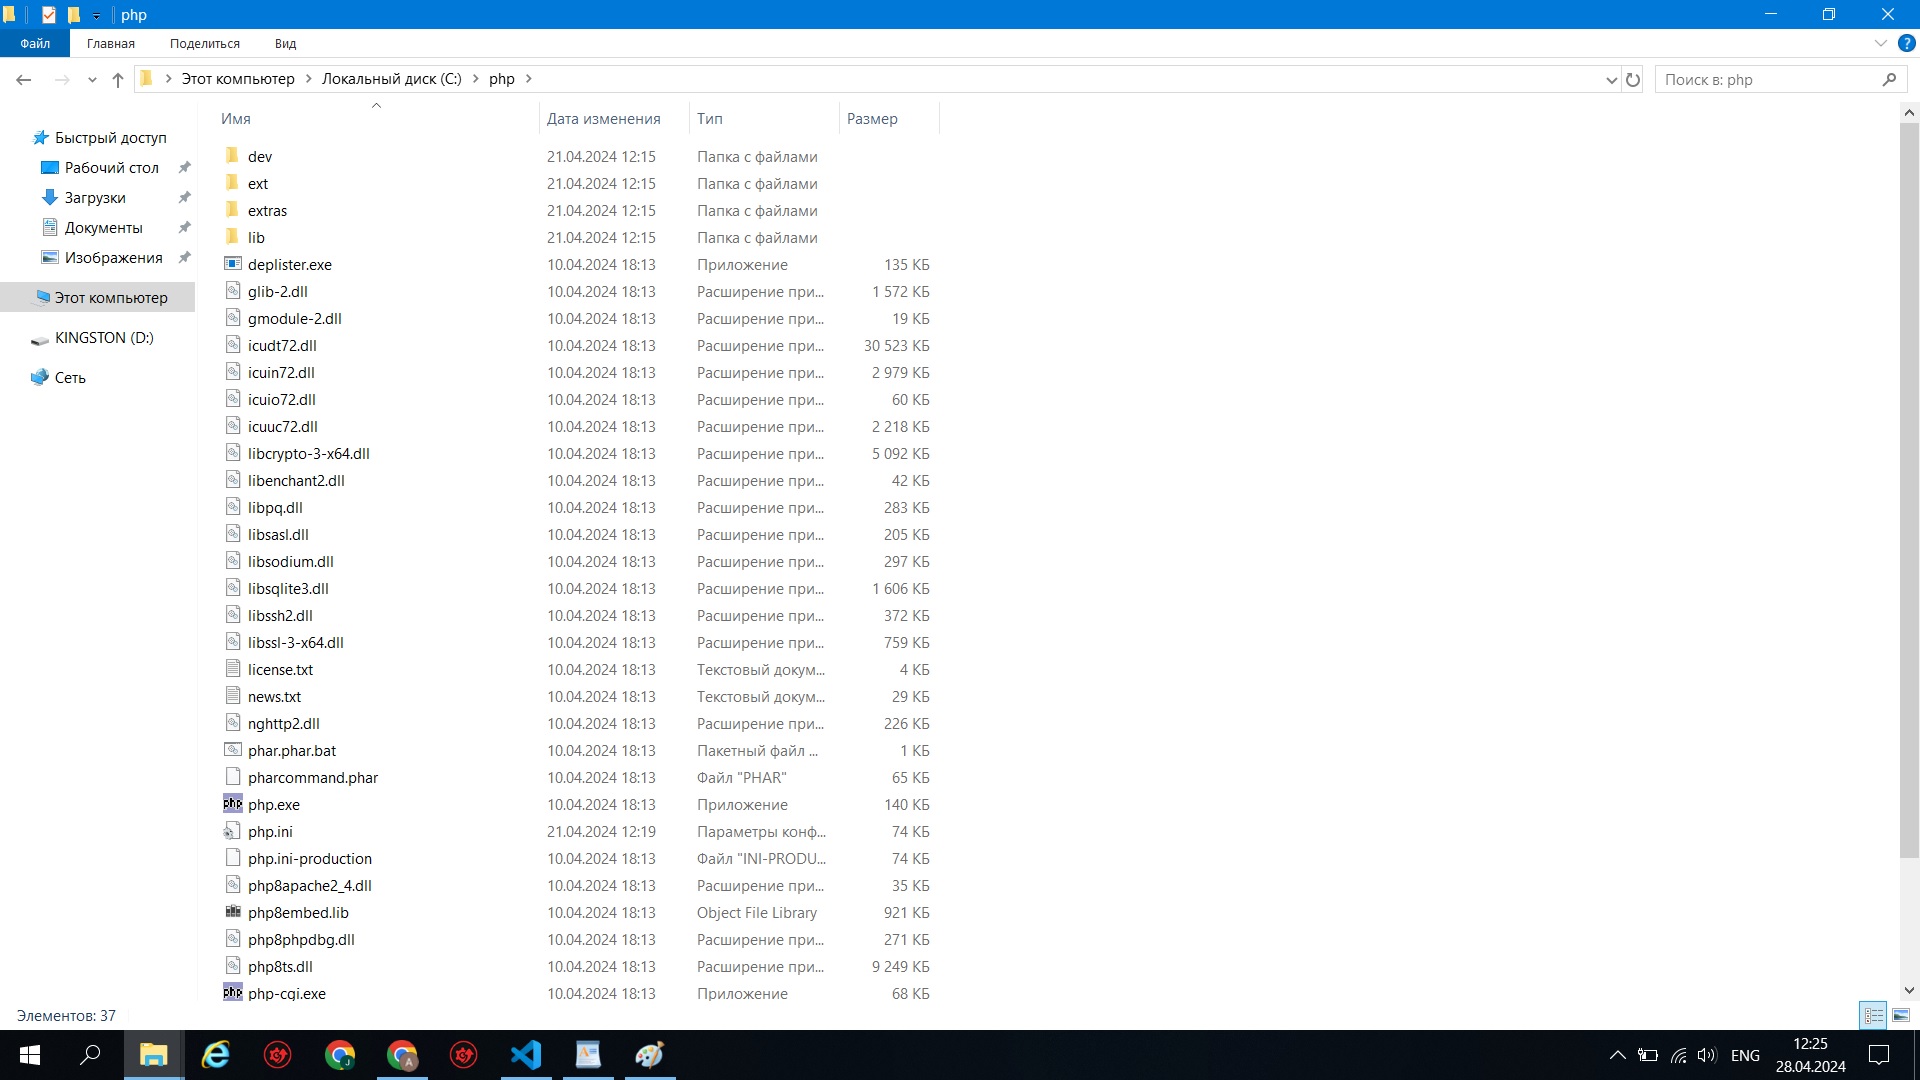 php
Файл Главная Поделиться Вид
Этот компьютер Локальный диск (C:) php Поиск в: php
Имя Дата изменения Тип Размер
Быстрый доступ
Рабочий стол
Загрузки
Документы
Изображения
Этот компьютер
KINGSTON (D:)
Сеть
dev 21.04.2024 12:15 Папка с файлами
ext 21.04.2024 12:15 Папка с файлами
extras 21.04.2024 12:15 Папка с файлами
lib 21.04.2024 12:15 Папка с файлами
deplister.exe 10.04.2024 18:13 Приложение 135 КБ
glib-2.dll 10.04.2024 18:13 Расширение при... 1 572 КБ
gmodule-2.dll 10.04.2024 18:13 Расширение при... 19 КБ
icudt72.dll 10.04.2024 18:13 Расширение при... 30 523 КБ
icuin72.dll 10.04.2024 18:13 Расширение при... 2 979 КБ
icuio72.dll 10.04.2024 18:13 Расширение при... 60 КБ
icuuc72.dll 10.04.2024 18:13 Расширение при... 2 218 КБ
libcrypto-3-x64.dll 10.04.2024 18:13 Расширение при... 5 092 КБ
libenchant2.dll 10.04.2024 18:13 Расширение при... 42 КБ
libpq.dll 10.04.2024 18:13 Расширение при... 283 КБ
libsasl.dll 10.04.2024 18:13 Расширение при... 205 КБ
libsodium.dll 10.04.2024 18:13 Расширение при... 297 КБ
libsqlite3.dll 10.04.2024 18:13 Расширение при... 1 606 КБ
libssh2.dll 10.04.2024 18:13 Расширение при... 372 КБ
libssl-3-x64.dll 10.04.2024 18:13 Расширение при... 759 КБ
license.txt 10.04.2024 18:13 Текстовый докум... 4 КБ
news.txt 10.04.2024 18:13 Текстовый докум... 29 КБ
nghttp2.dll 10.04.2024 18:13 Расширение при... 226 КБ
phar.phar.bat 10.04.2024 18:13 Пакетный файл ... 1 КБ
pharcommand.phar 10.04.2024 18:13 Файл "PHAR" 65 КБ
php php.exe 10.04.2024 18:13 Приложение 140 КБ
php.ini 21.04.2024 12:19 Параметры конф... 74 КБ
php.ini-production 10.04.2024 18:13 Файл "INI-PRODU... 74 КБ
php8apache2_4.dll 10.04.2024 18:13 Расширение при... 35 КБ
php8embed.lib 10.04.2024 18:13 Object File Library 921 КБ
php8phpdbg.dll 10.04.2024 18:13 Расширение при... 271 КБ
php8ts.dll 10.04.2024 18:13 Расширение при... 9 249 КБ
php php-cgi.exe 10.04.2024 18:13 Приложение 68 КБ
Элементов: 37
ENG
12:25
28.04.2024